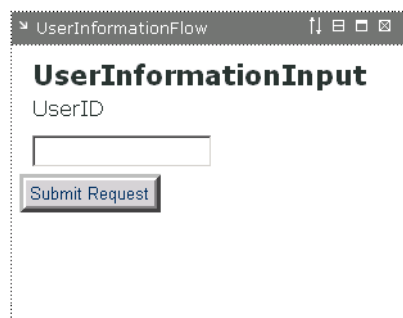 UserInformationFlow
UserInformationInput
UserID
Submit Request